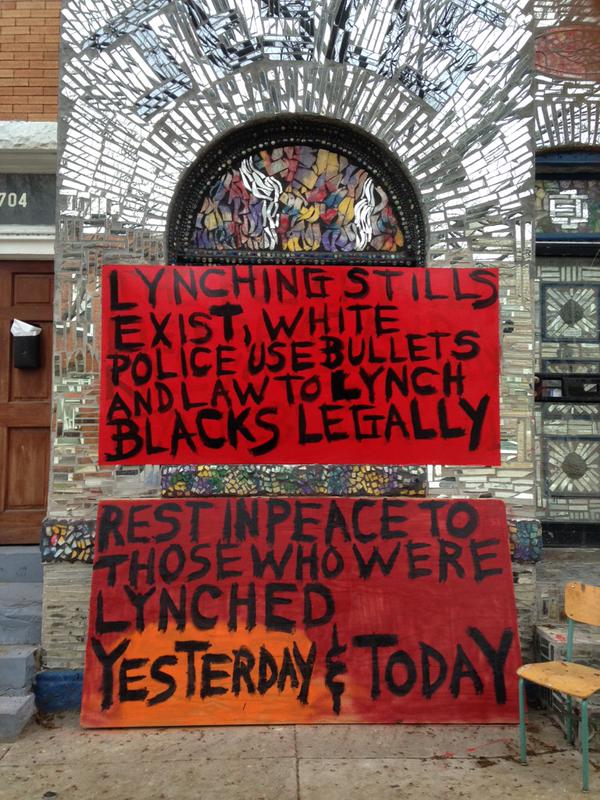 704
LYNCHING STILLS
EXIST, WHITE
POLICE USE BULLETS
AND LAW TO LYNCH
BLACKS LEGALLY
REST IN PEACE TO
THOSE WHO WERE
LYNCHED
YESTERDAY & TODAY